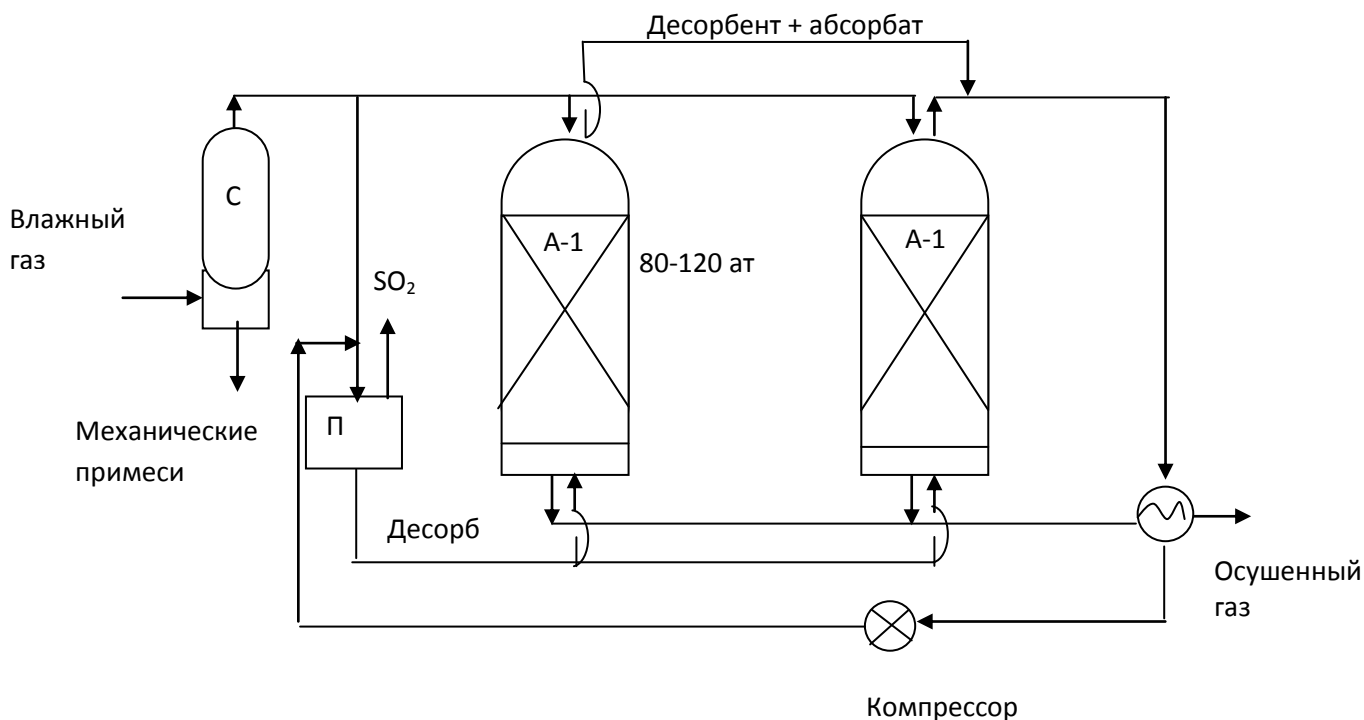 Десорбент + абсорбат
С
Влажный
газ
А-1
А-1
80-120 ат
SO₂
П
Механические
примеси
Десорб
Осушенный
газ
Компрессор